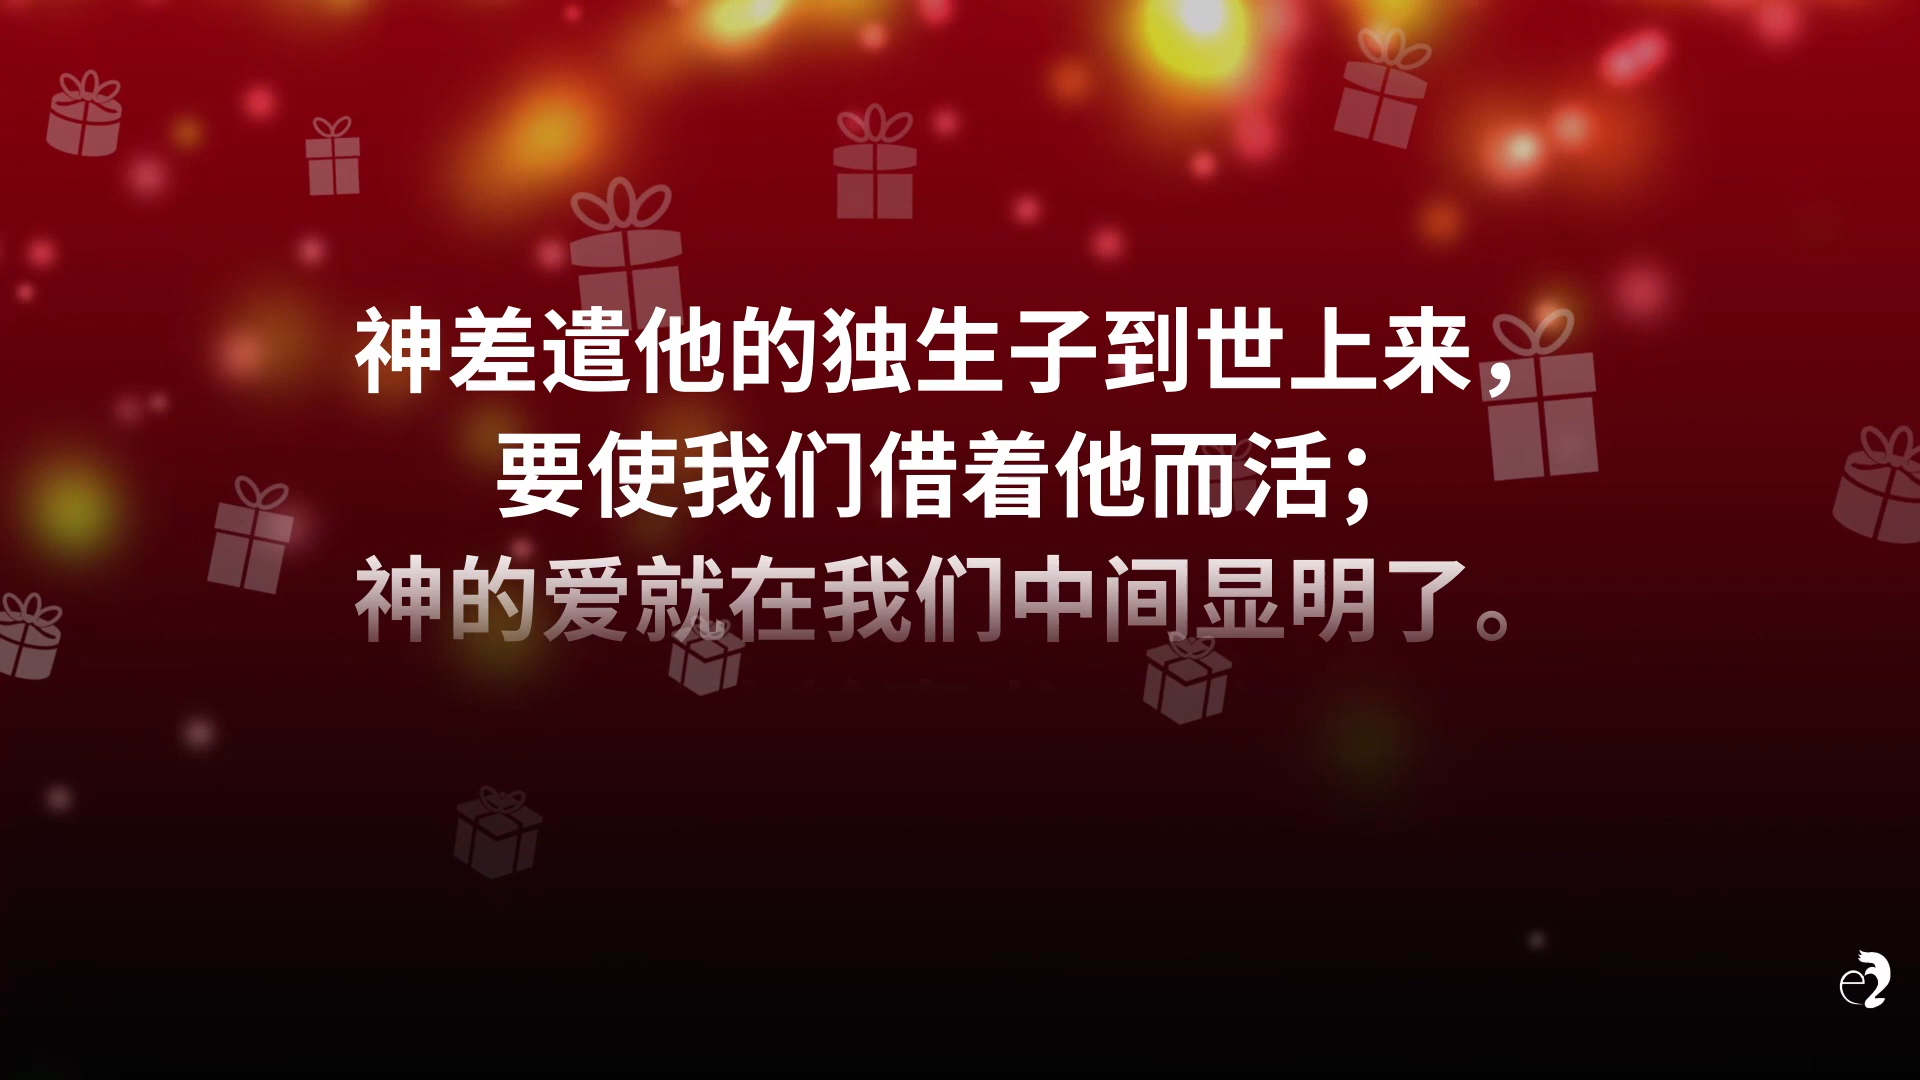 神差遣他的独生子到世上来，
要使我们借着他而活；
神的爱就在我们中间显明了。
e2